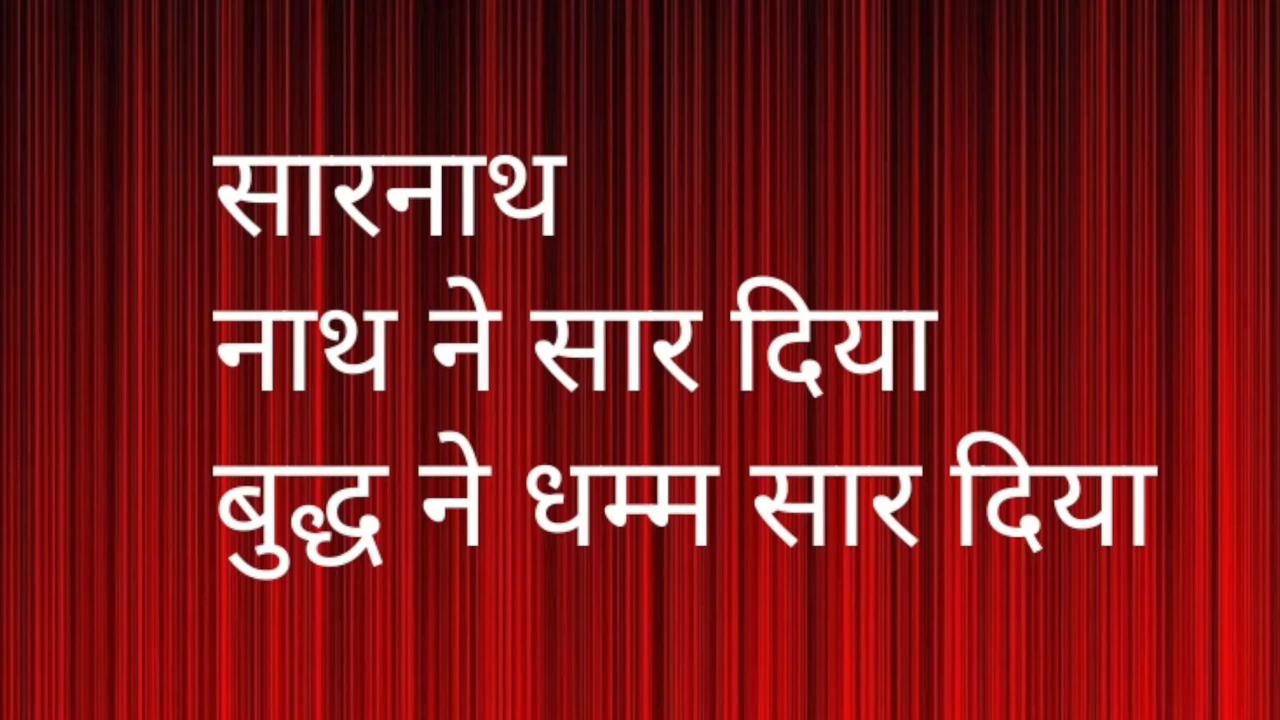 सारनाथ
नाथ ने सार दिया
बुद्ध ने धम्म सार दिया